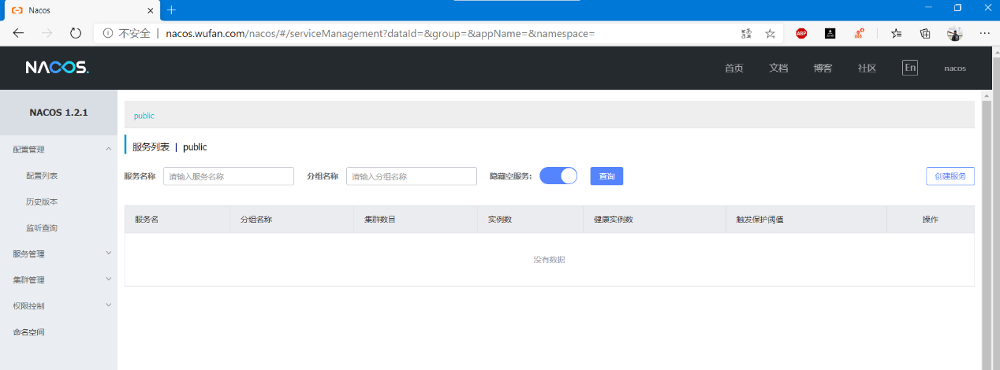 Nacos
不安全 | nacos.wufan.com/nacos/#/serviceManagement?dataId=&group=&appName=&namespace=
ABP
NACOS.
首页 文档 博客 社区 En nacos
NACOS 1.2.1
配置管理
配置列表
历史版本
监听查询
服务管理
集群管理
权限控制
命名空间
public
服务列表 | public
服务名称 请输入服务名称 分组名称 请输入分组名称 隐藏空服务: 查询 创建服务
服务名 分组名称 集群数目 实例数 健康实例数 触发保护阈值 操作
没有数据